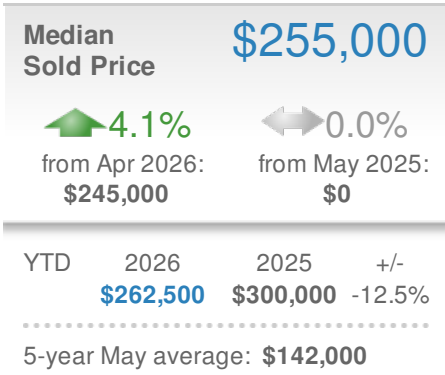 Median $255,000
Sold Price
4.1% 0.0%
from Apr 2026: from May 2025:
$245,000 $0
YTD 2026 2025 +/-
$262,500 $300,000 -12.5%
5-year May average: $142,000